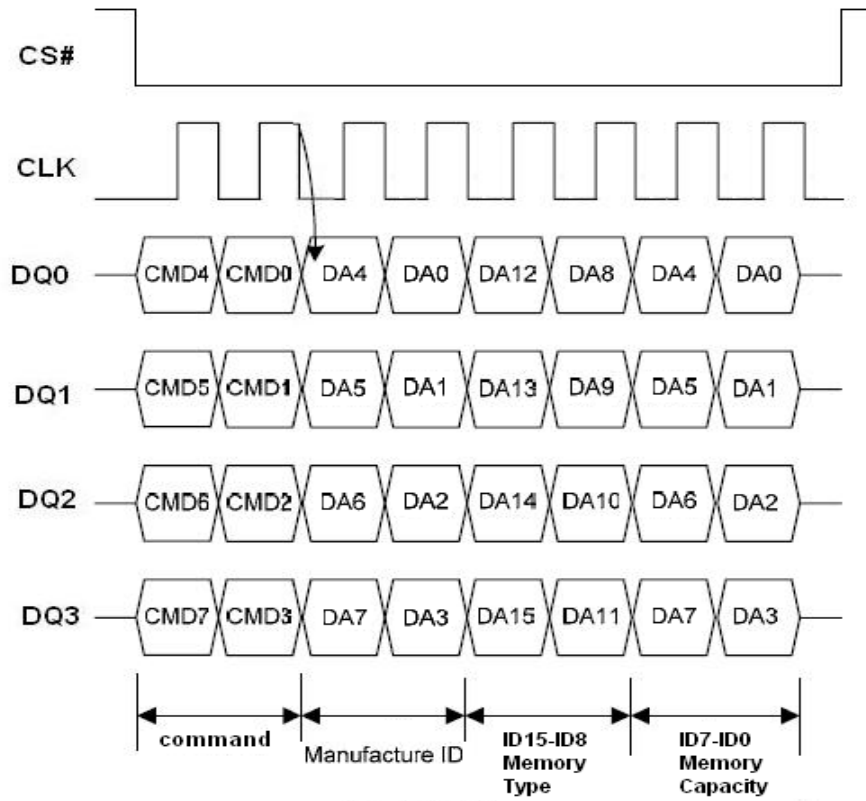 CS#
CLK
DQ0 CMD4 CMD0 DA4 DA0 DA12 DA8 DA4 DA0
DQ1 CMD5 CMD1 DA5 DA1 DA13 DA9 DA5 DA1
DQ2 CMD6 CMD2 DA6 DA2 DA14 DA10 DA6 DA2
DQ3 CMD7 CMD3 DA7 DA3 DA15 DA11 DA7 DA3
command
Manufacture ID
ID15-ID8
Memory
Type
ID7-ID0
Memory
Capacity